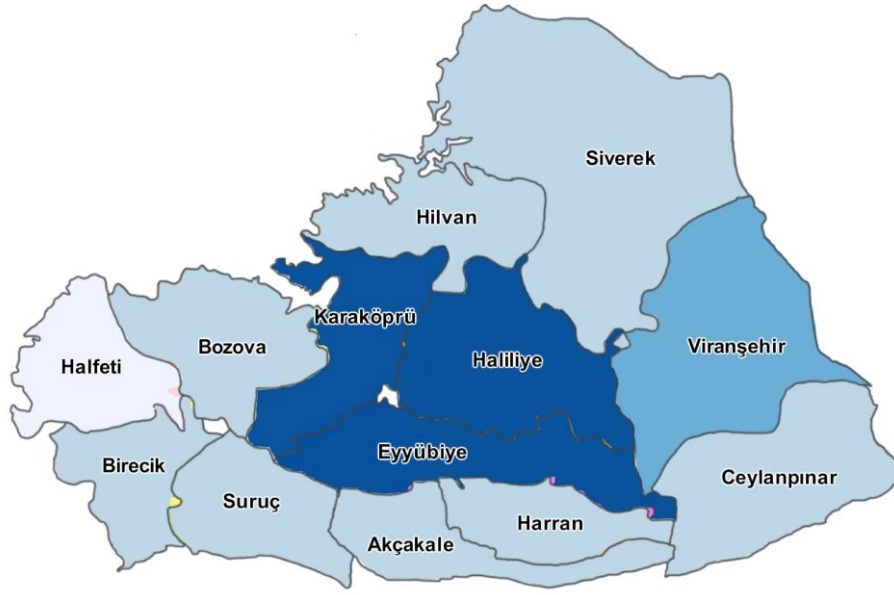 Siverek
Hilvan
Karaköprü
Bozova
Viranşehir
Halfeti
Haliliye
Eyyübiye
Birecik
Ceylanpınar
Suruç
Harran
Akçakale